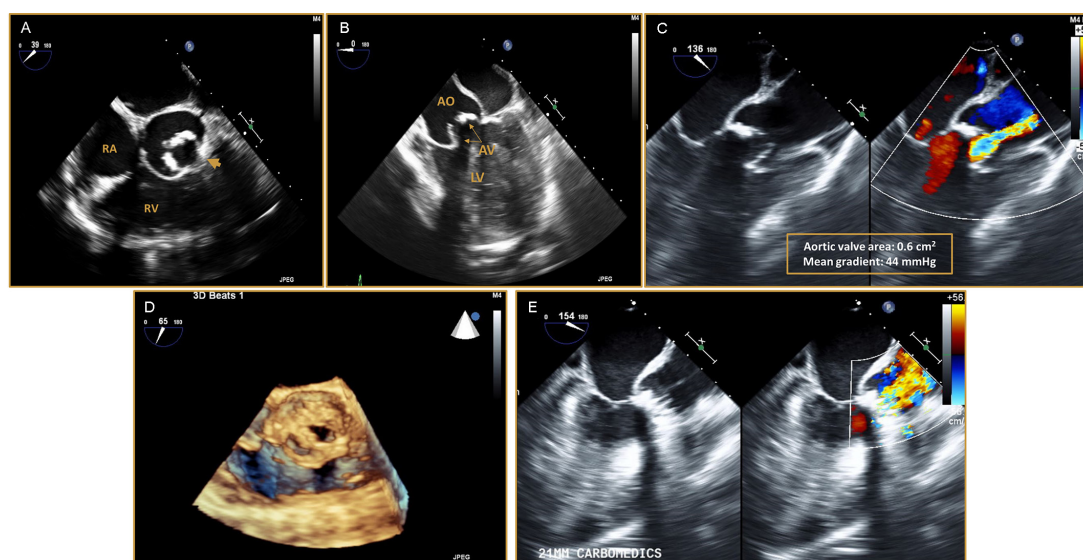 A
M4
39
0 180
P
X
RA
RV
JPEG
B
M4
0
0 180
P
X
AO
AV
LV
JPEG
C
M4
136
0 180
P
X
Aortic valve area: 0.6 cm²
Mean gradient: 44 mmHg
JPEG
3D Beats 1
D
M4
65
0 180
JPEG
E
154
0 180
P
+56
X
X
cm/
21MM CARBOMEDICS